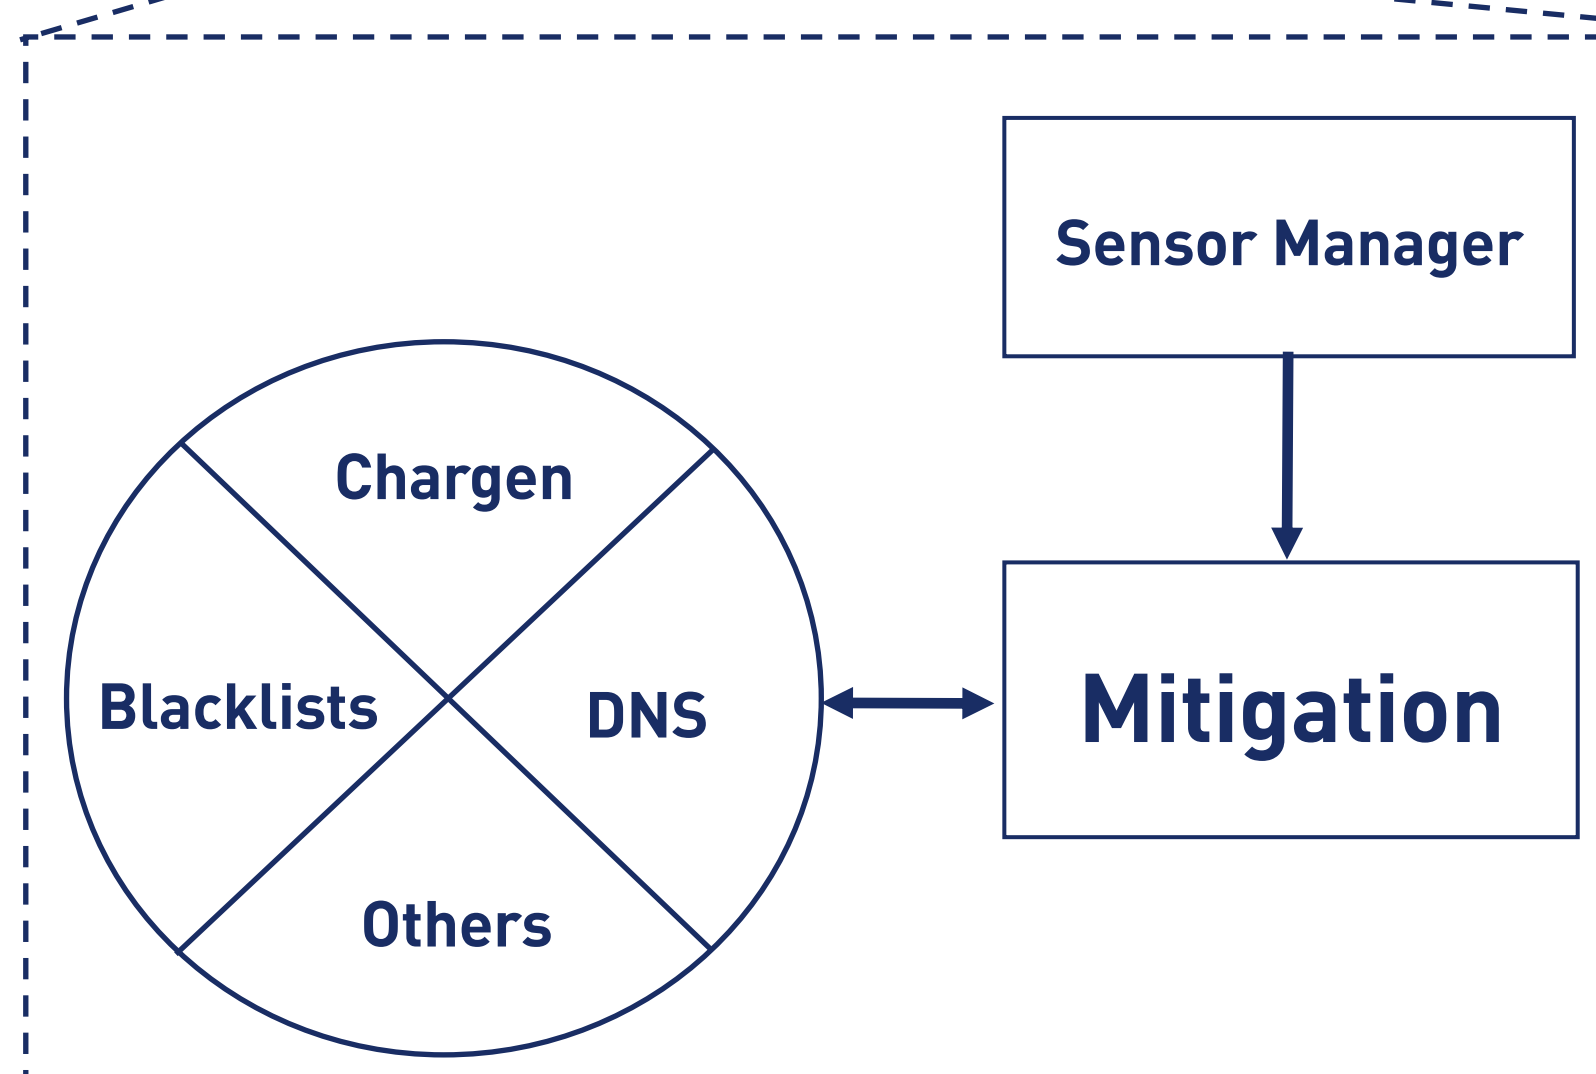 Sensor Manager
Chargen
Blacklists
DNS
Mitigation
Others